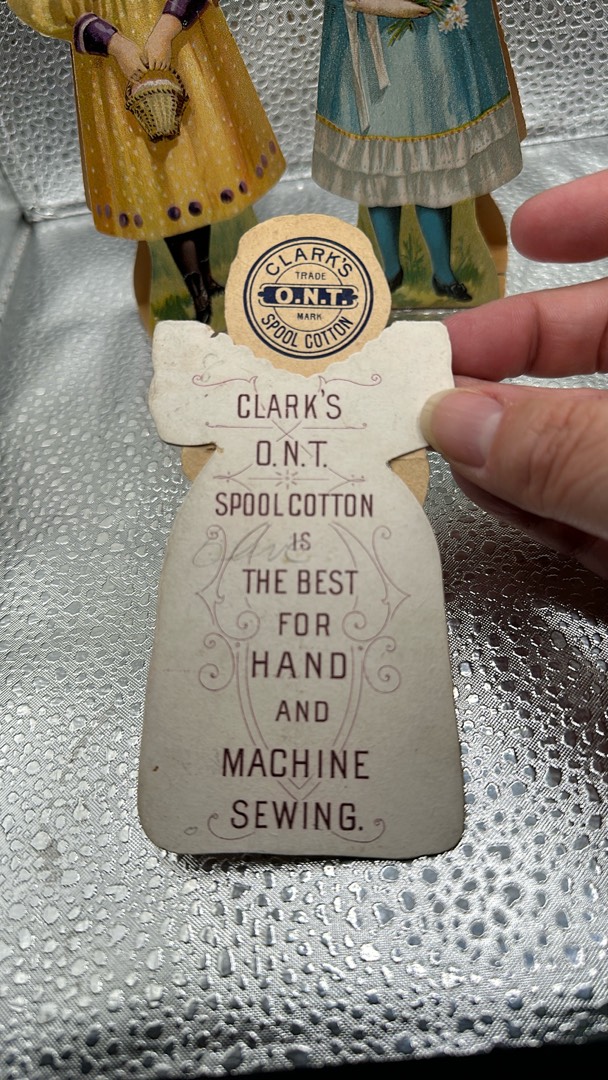 CLARK'S
TRADE
O.N.T.
MARK
SPOOL COTTON
CLARK'S
O.N.T.
SPOOL COTTON
IS
THE BEST
FOR
HAND
AND
MACHINE
SEWING.